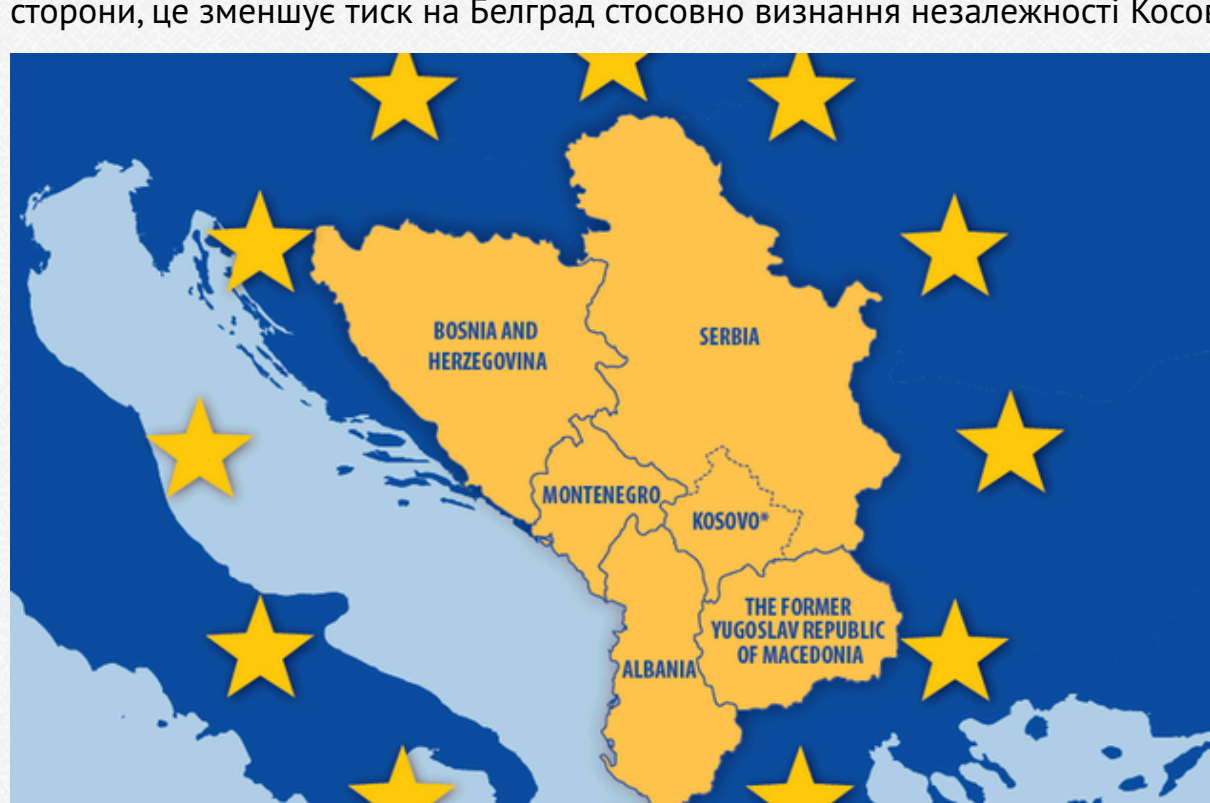 сторони, це зменшує тиск на Белград стосовно визнання незалежності
BOSNIA AND
HERZEGOVINA
SERBIA
MONTENEGRO
KOSOVO*
THE FORMER
YUGOSLAV REPUBLIC
OF MACEDONIA
ALBANIA